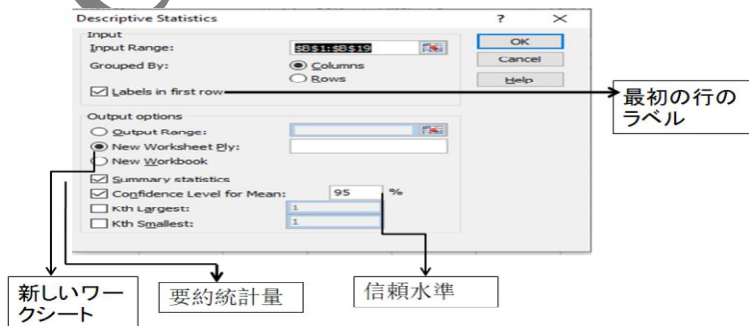 Descriptive Statistics ? ×
Input
Input Range: $B$1:$B$19
Grouped By: Columns
Rows
Labels in first row
OK
Cancel
Help
最初の行の
ラベル
Output options
Output Range:
New Worksheet Ply:
New Workbook
Summary statistics
Confidence Level for Mean: 95 %
Kth Largest: 1
Kth Smallest: 1
新しいワー
クシート
要約統計量
信頼水準